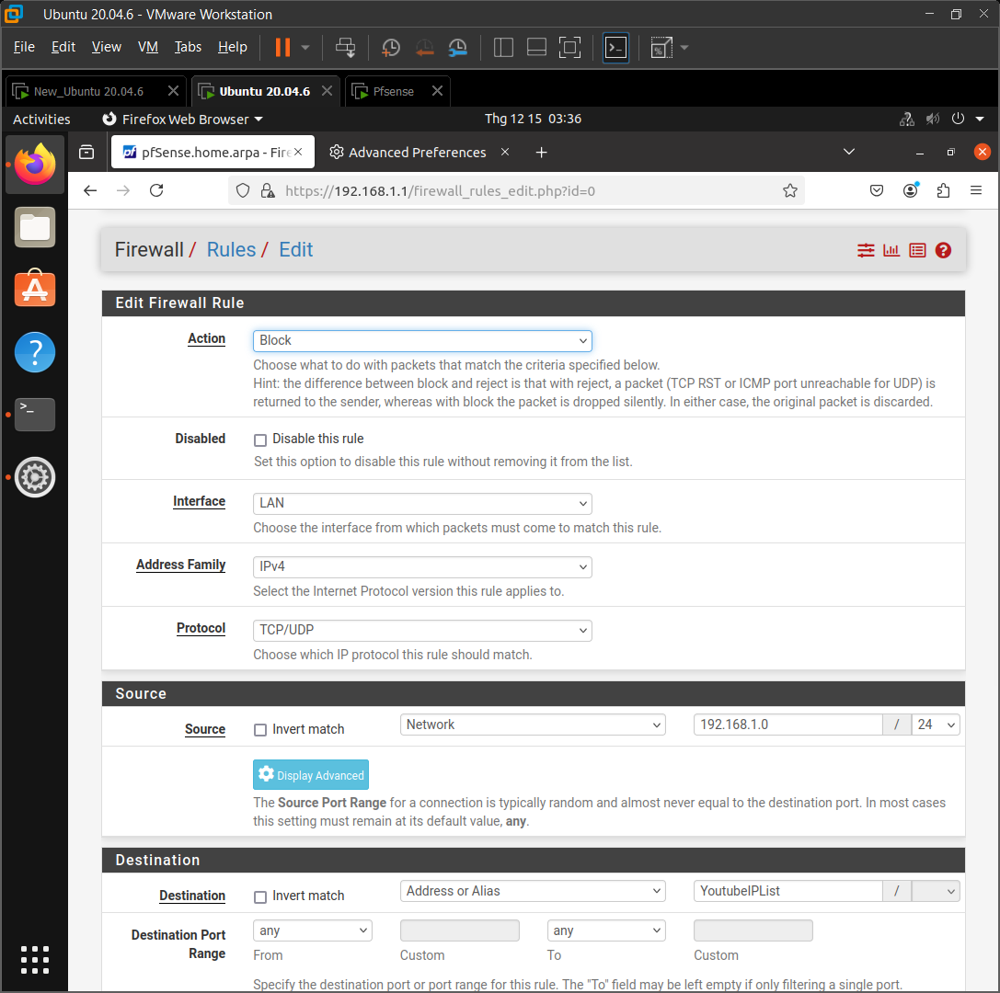 Ubuntu 20.04.6 - VMware Workstation
File Edit View VM Tabs Help
New_Ubuntu 20.04.6 Ubuntu 20.04.6 Pfsense
Activities Firefox Web Browser Thg 12 15 03:36
pfSense.home.arpa - Fire Advanced Preferences
https://192.168.1.1/firewall_rules_edit.php?id=0
Firewall / Rules / Edit
Edit Firewall Rule
Action Block
Choose what to do with packets that match the criteria specified below.
Hint: the difference between block and reject is that with reject, a packet (TCP RST or ICMP port unreachable for UDP) is
returned to the sender, whereas with block the packet is dropped silently. In either case, the original packet is discarded.
Disabled Disable this rule
Set this option to disable this rule without removing it from the list.
Interface LAN
Choose the interface from which packets must come to match this rule.
Address Family IPv4
Select the Internet Protocol version this rule applies to.
Protocol TCP/UDP
Choose which IP protocol this rule should match.
Source
Source Invert match Network 192.168.1.0 / 24
Display Advanced
The Source Port Range for a connection is typically random and almost never equal to the destination port. In most cases
this setting must remain at its default value, any.
Destination
Destination Invert match Address or Alias YoutubeIPList /
Destination Port Range any any
From Custom To Custom
Specify the destination port or port range for this rule. The "To" field may be left empty if only filtering a single port.